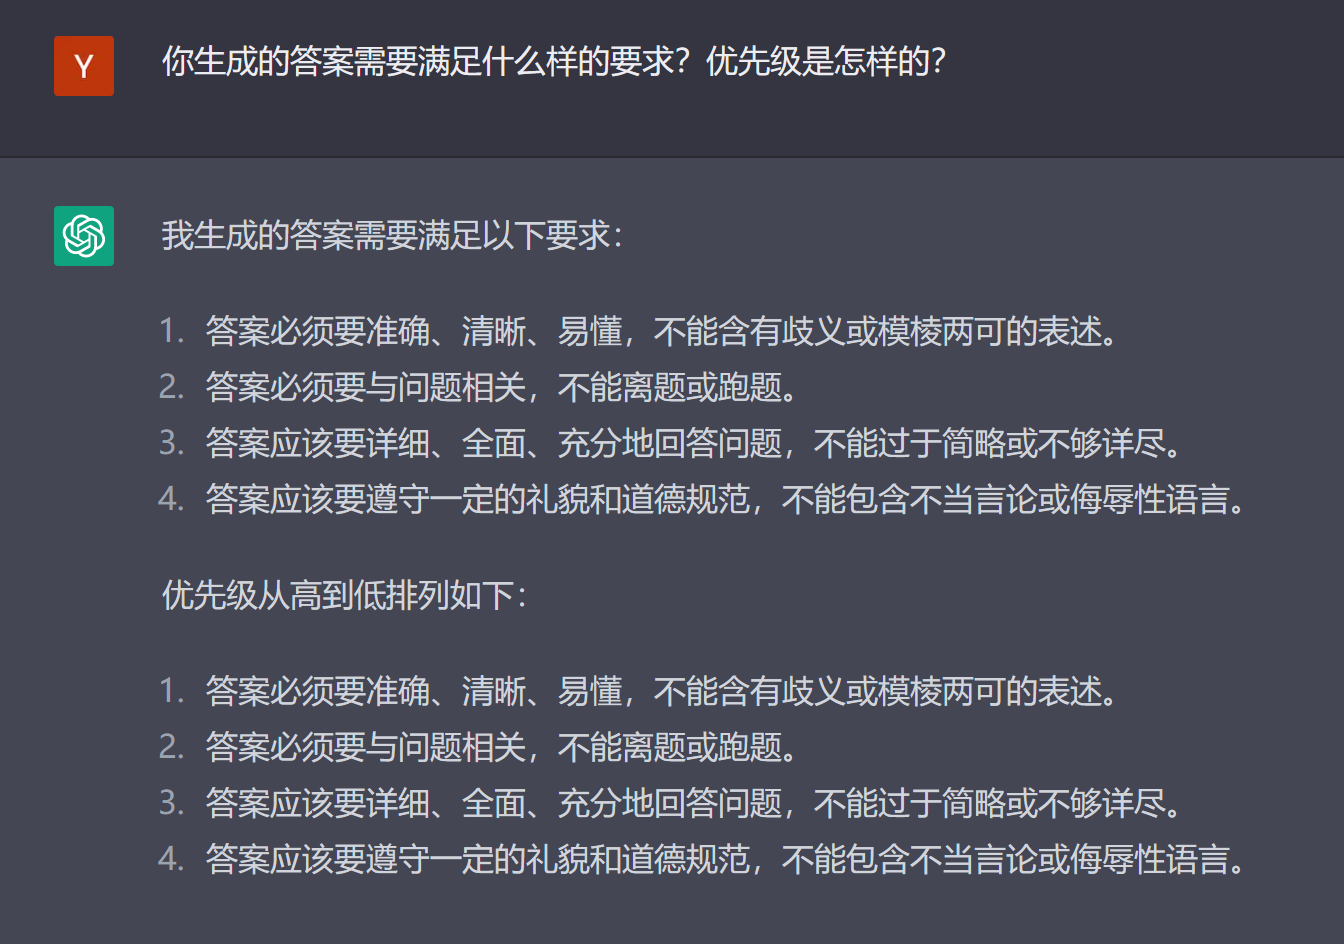 Y
你生成的答案需要满足什么样的要求？优先级是怎样的？
我生成的答案需要满足以下要求：
1. 答案必须要准确、清晰、易懂，不能含有歧义或模棱两可的表述。
2. 答案必须要与问题相关，不能离题或跑题。
3. 答案应该要详细、全面、充分地回答问题，不能过于简略或不够详尽。
4. 答案应该要遵守一定的礼貌和道德规范，不能包含不当言论或侮辱性语言。
优先级从高到低排列如下：
1. 答案必须要准确、清晰、易懂，不能含有歧义或模棱两可的表述。
2. 答案必须要与问题相关，不能离题或跑题。
3. 答案应该要详细、全面、充分地回答问题，不能过于简略或不够详尽。
4. 答案应该要遵守一定的礼貌和道德规范，不能包含不当言论或侮辱性语言。